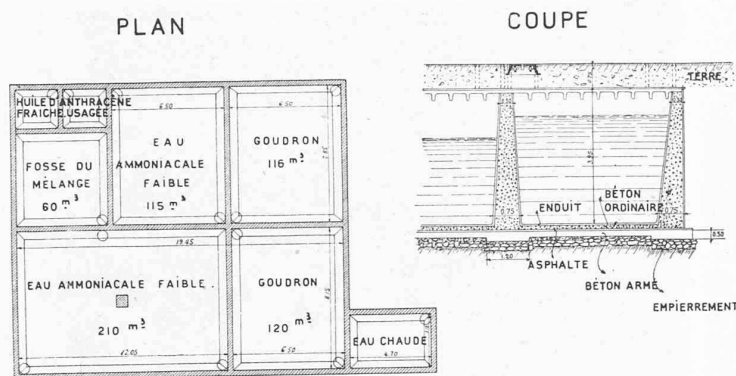 PLAN
COUPE
HUILE D'ANTHRACÈNE
FRAICHE USAGÉE
FOSSE DU
MÉLANGE
60 m³
6.50
EAU
AMMONIACALE
FAIBLE
115 m³
6.50
GOUDRON
116 m³
19.45
EAU AMMONIACALE FAIBLE.
210 m³
12.05
GOUDRON
120 m³
6.50
EAU CHAUDE
4.70
TERRE
0.75
ENDUIT
BÉTON
ORDINAIRE
0.75
0.50
1.20
ASPHALTE
BÉTON ARMÉ
EMPIERREMENT